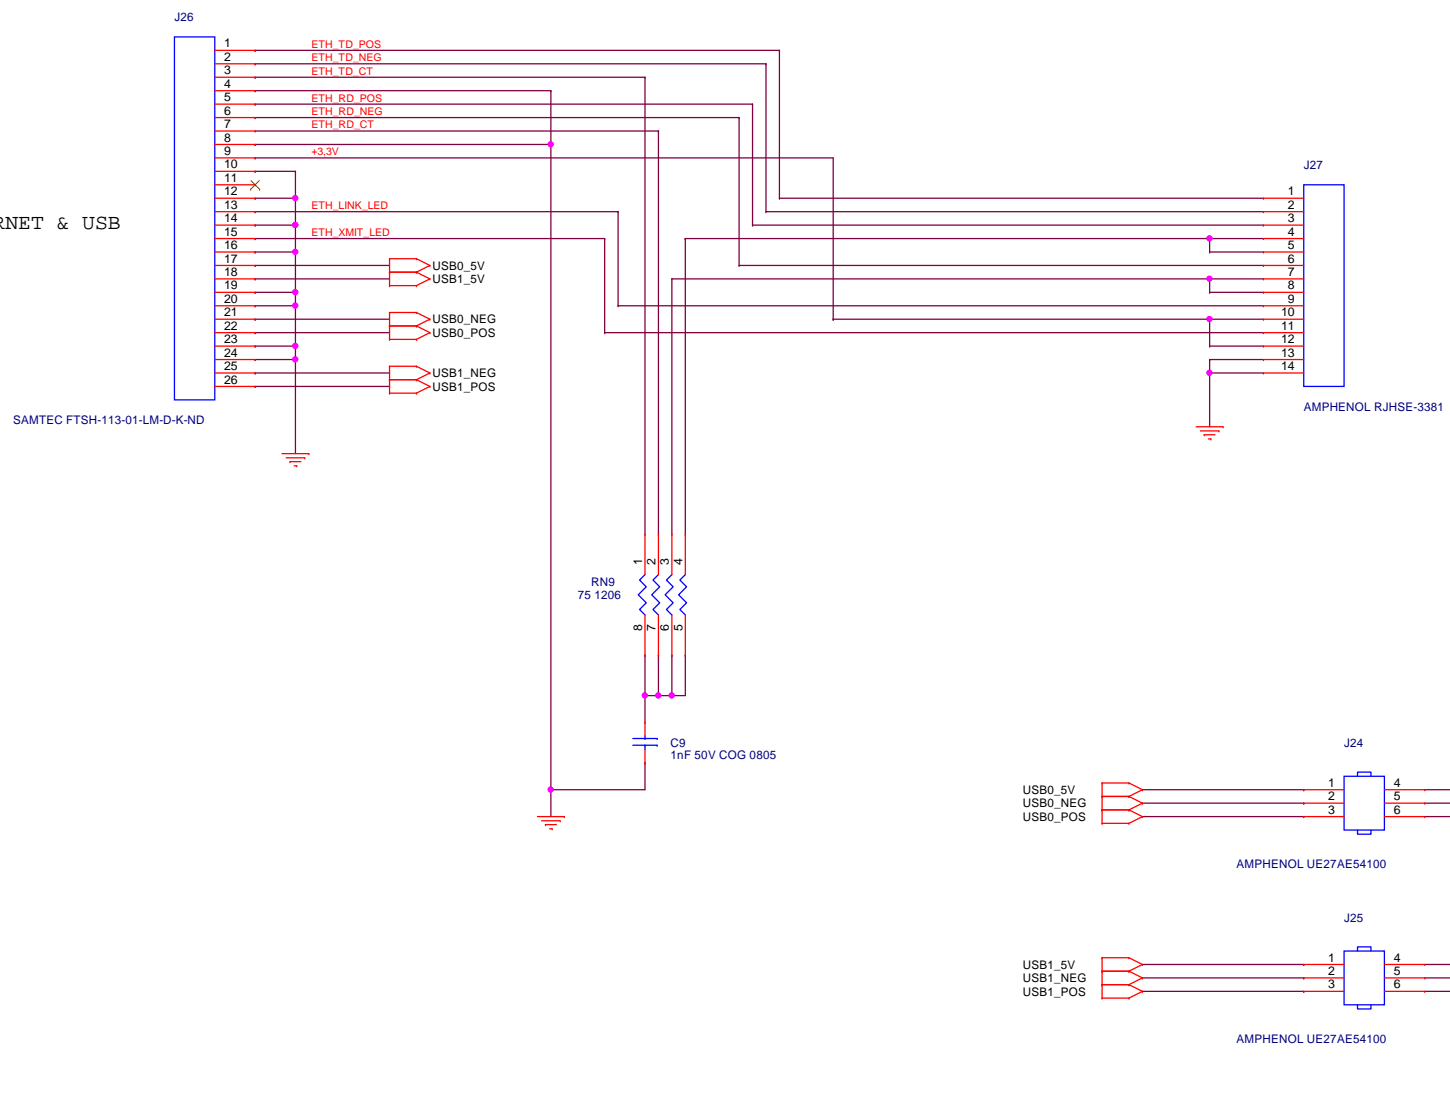 J26
1 ETH_TD_POS
2 ETH_TD_NEG
3 ETH_TD_CT
4
5 ETH_RD_POS
6 ETH_RD_NEG
7 ETH_RD_CT
8
9 +3,3V
10
11
12
13 ETH_LINK_LED
14
15 ETH_XMIT_LED
16
17 USB0_5V
18 USB1_5V
19
20
21 USB0_NEG
22 USB0_POS
23
24
25 USB1_NEG
26 USB1_POS
SAMTEC FTSH-113-01-LM-D-K-ND
RNET & USB
J27
1
2
3
4
5
6
7
8
9
10
11
12
13
14
AMPHENOL RJHSE-3381
1 2 3 4
RN9
75 1206
8 7 6 5
C9
1nF 50V COG 0805
J24
USB0_5V 1 4
USB0_NEG 2 5
USB0_POS 3 6
AMPHENOL UE27AE54100
J25
USB1_5V 1 4
USB1_NEG 2 5
USB1_POS 3 6
AMPHENOL UE27AE54100